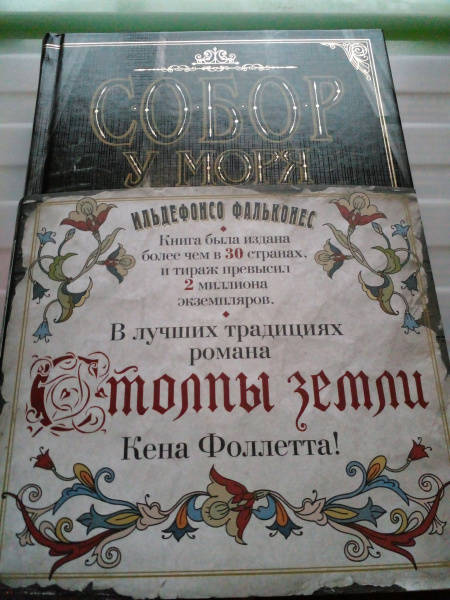 СОБОР
У МОРЯ
ИЛЬДЕФОНСО ФАЛЬКОНЕС
Книга была издана
более чем в 30 странах,
и тираж превысил
2 миллиона
экземпляров.
В лучших традициях
романа
Столпы земли
Кена Фоллетта!